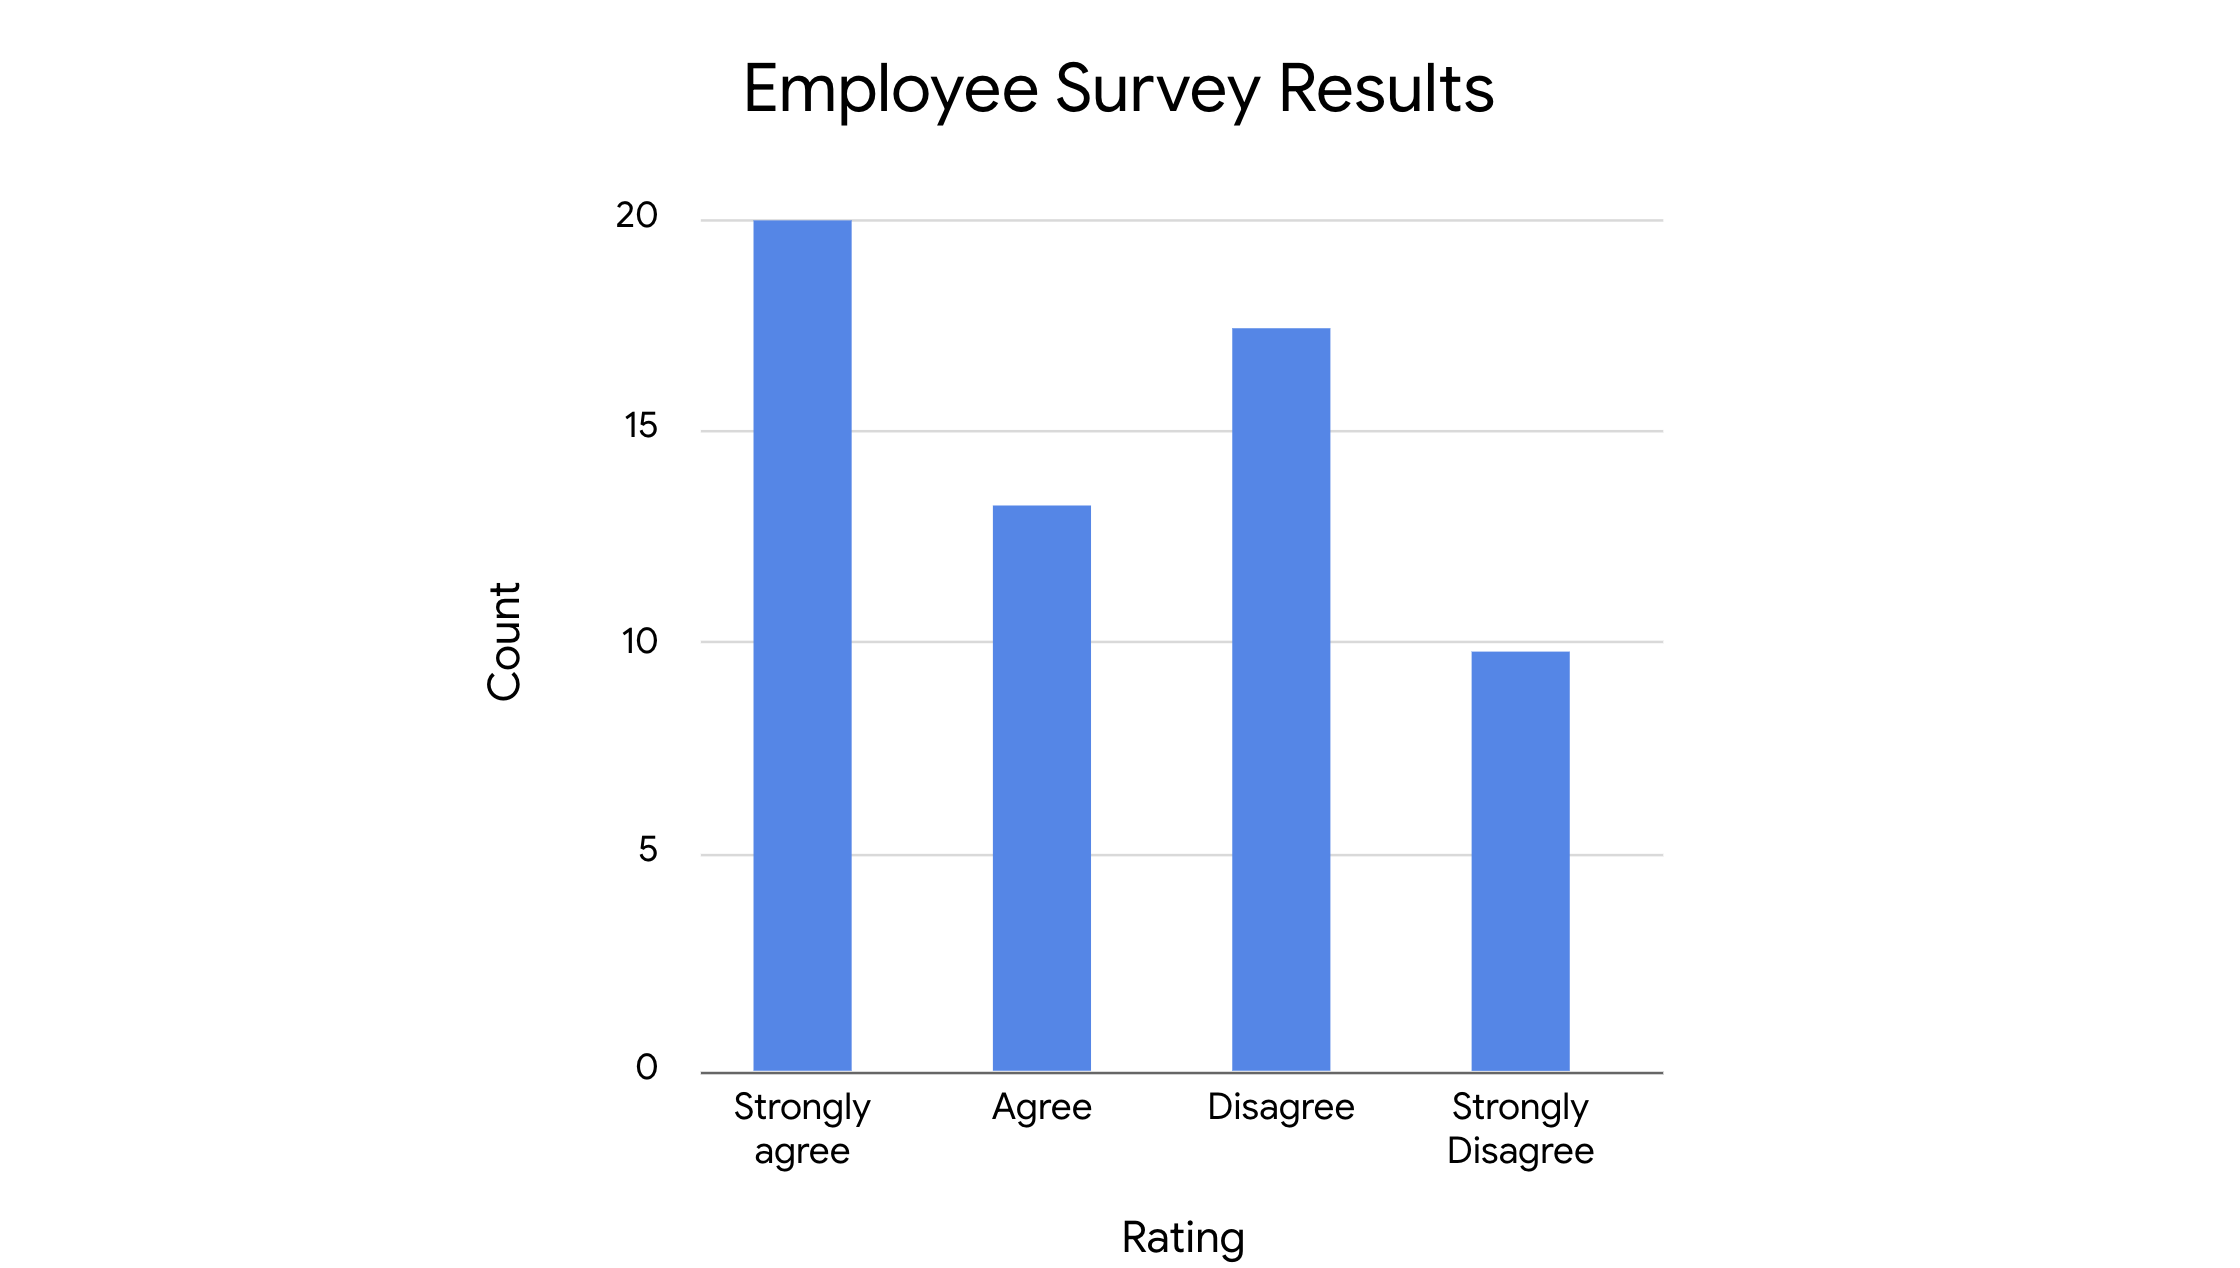 Employee Survey Results
20
15
10
5
0
Count
Strongly
agree
Agree
Disagree
Strongly
Disagree
Rating